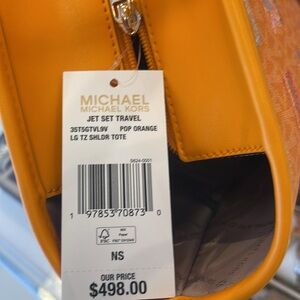 MICHAEL
MICHAEL KORS
JET SET TRAVEL
35T5GTVL9V POP ORANGE
LG TZ SHLDR TOTE
1 97853 70873 0
FSC
NS
OUR PRICE
$498.00